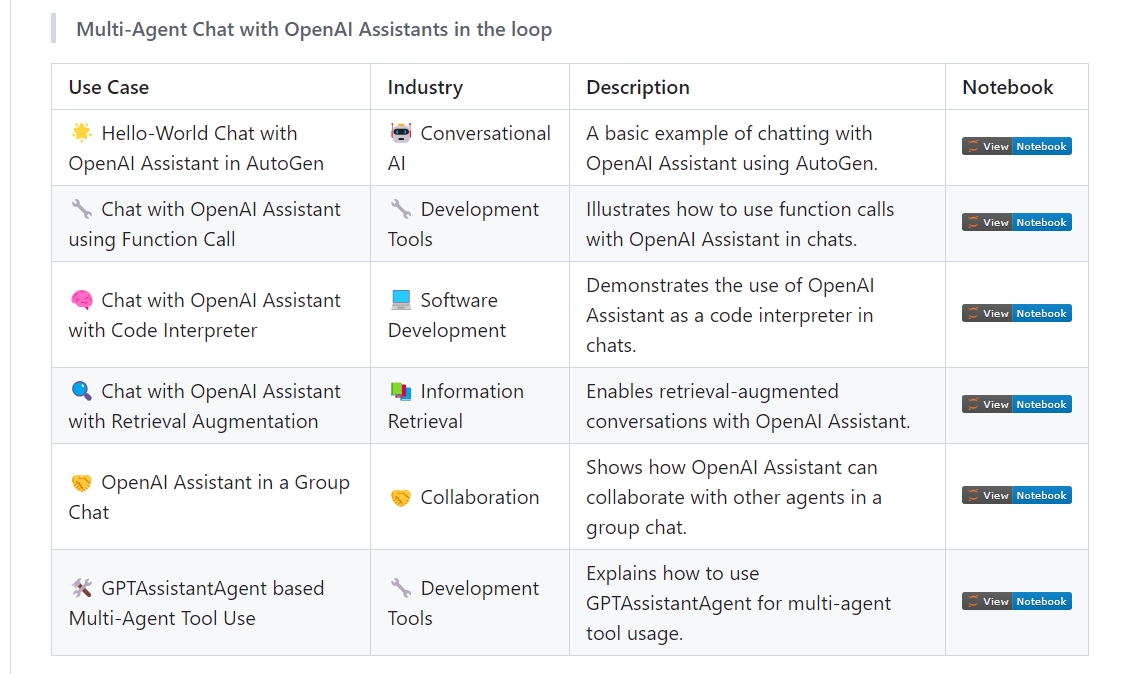 Multi-Agent Chat with OpenAI Assistants in the loop
Use Case Industry Description Notebook
🌟 Hello-World Chat with
OpenAI Assistant in AutoGen
🤖 Conversational
AI
A basic example of chatting with
OpenAI Assistant using AutoGen.
View Notebook
🔧 Chat with OpenAI Assistant
using Function Call
🔧 Development
Tools
Illustrates how to use function calls
with OpenAI Assistant in chats.
View Notebook
🧠 Chat with OpenAI Assistant
with Code Interpreter
💻 Software
Development
Demonstrates the use of OpenAI
Assistant as a code interpreter in
chats.
View Notebook
🔍 Chat with OpenAI Assistant
with Retrieval Augmentation
📚 Information
Retrieval
Enables retrieval-augmented
conversations with OpenAI Assistant.
View Notebook
🤝 OpenAI Assistant in a Group
Chat
🤝 Collaboration
Shows how OpenAI Assistant can
collaborate with other agents in a
group chat.
View Notebook
🛠️ GPTAssistantAgent based
Multi-Agent Tool Use
🔧 Development
Tools
Explains how to use
GPTAssistantAgent for multi-agent
tool usage.
View Notebook